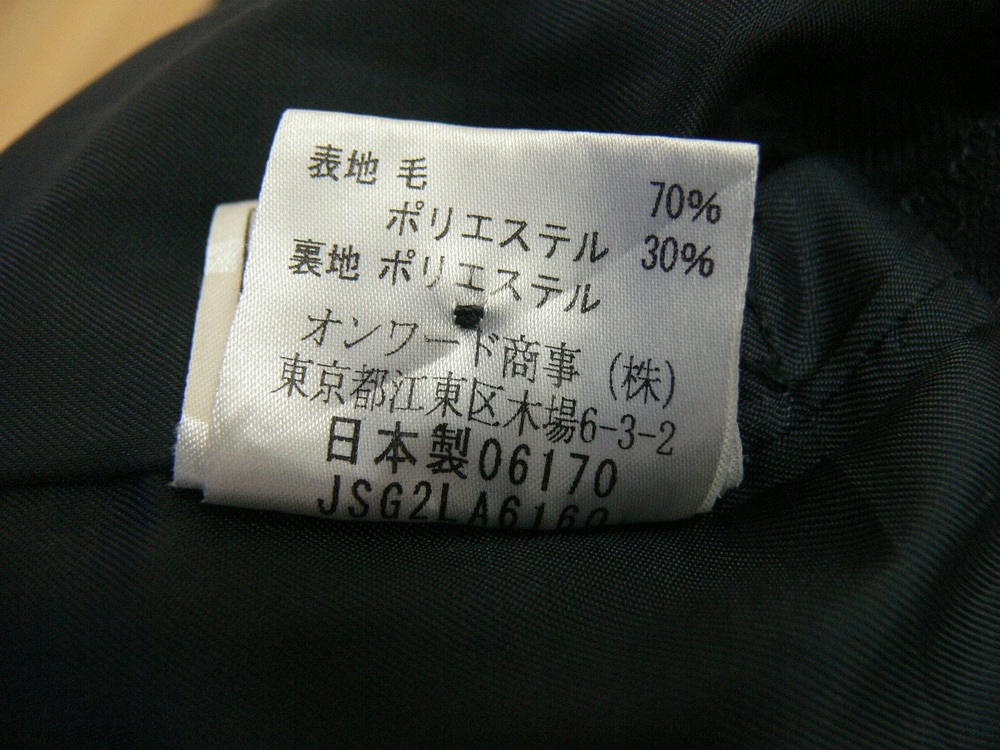 表地 毛 70%
ポリエステル 30%
裏地 ポリエステル
オンワード商事（株）
東京都江東区木場6-3-2
日本製06170
JSG2LA6160